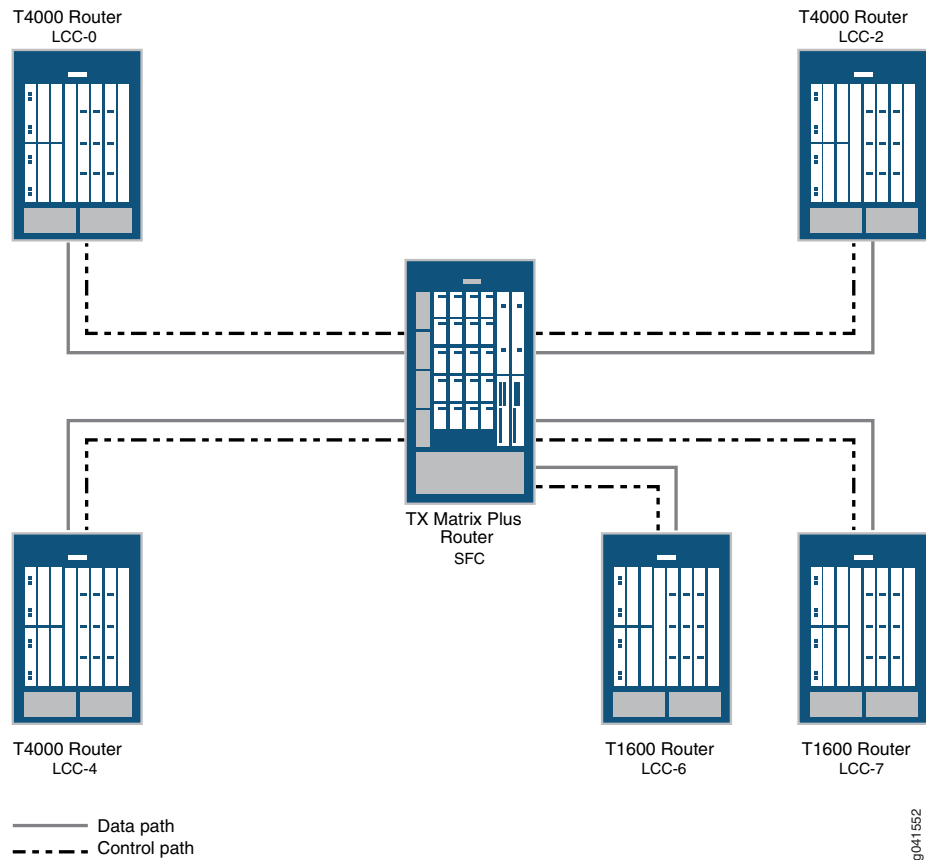 T4000 Router
LCC-0
T4000 Router
LCC-2
TX Matrix Plus
Router
SFC
T4000 Router
LCC-4
T1600 Router
LCC-6
T1600 Router
LCC-7
Data path
Control path
g041552